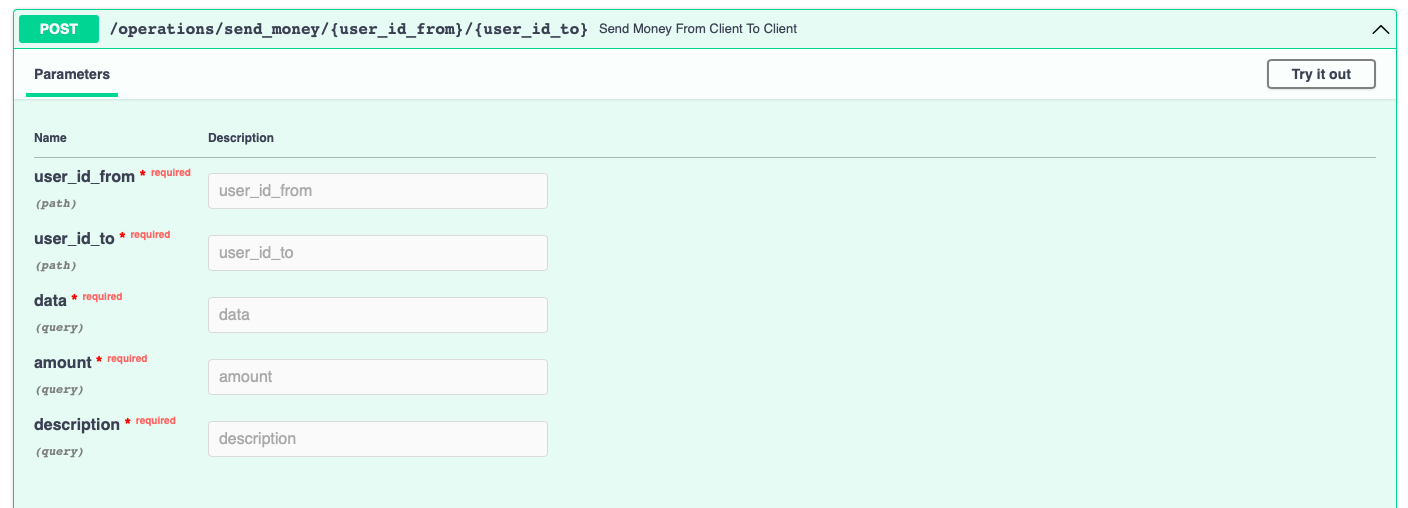 POST /operations/send_money/{user_id_from}/{user_id_to} Send Money From Client To Client
Parameters Try it out
Name Description
user_id_from * required
(path)
user_id_from
user_id_to * required
(path)
user_id_to
data * required
(query)
data
amount * required
(query)
amount
description * required
(query)
description